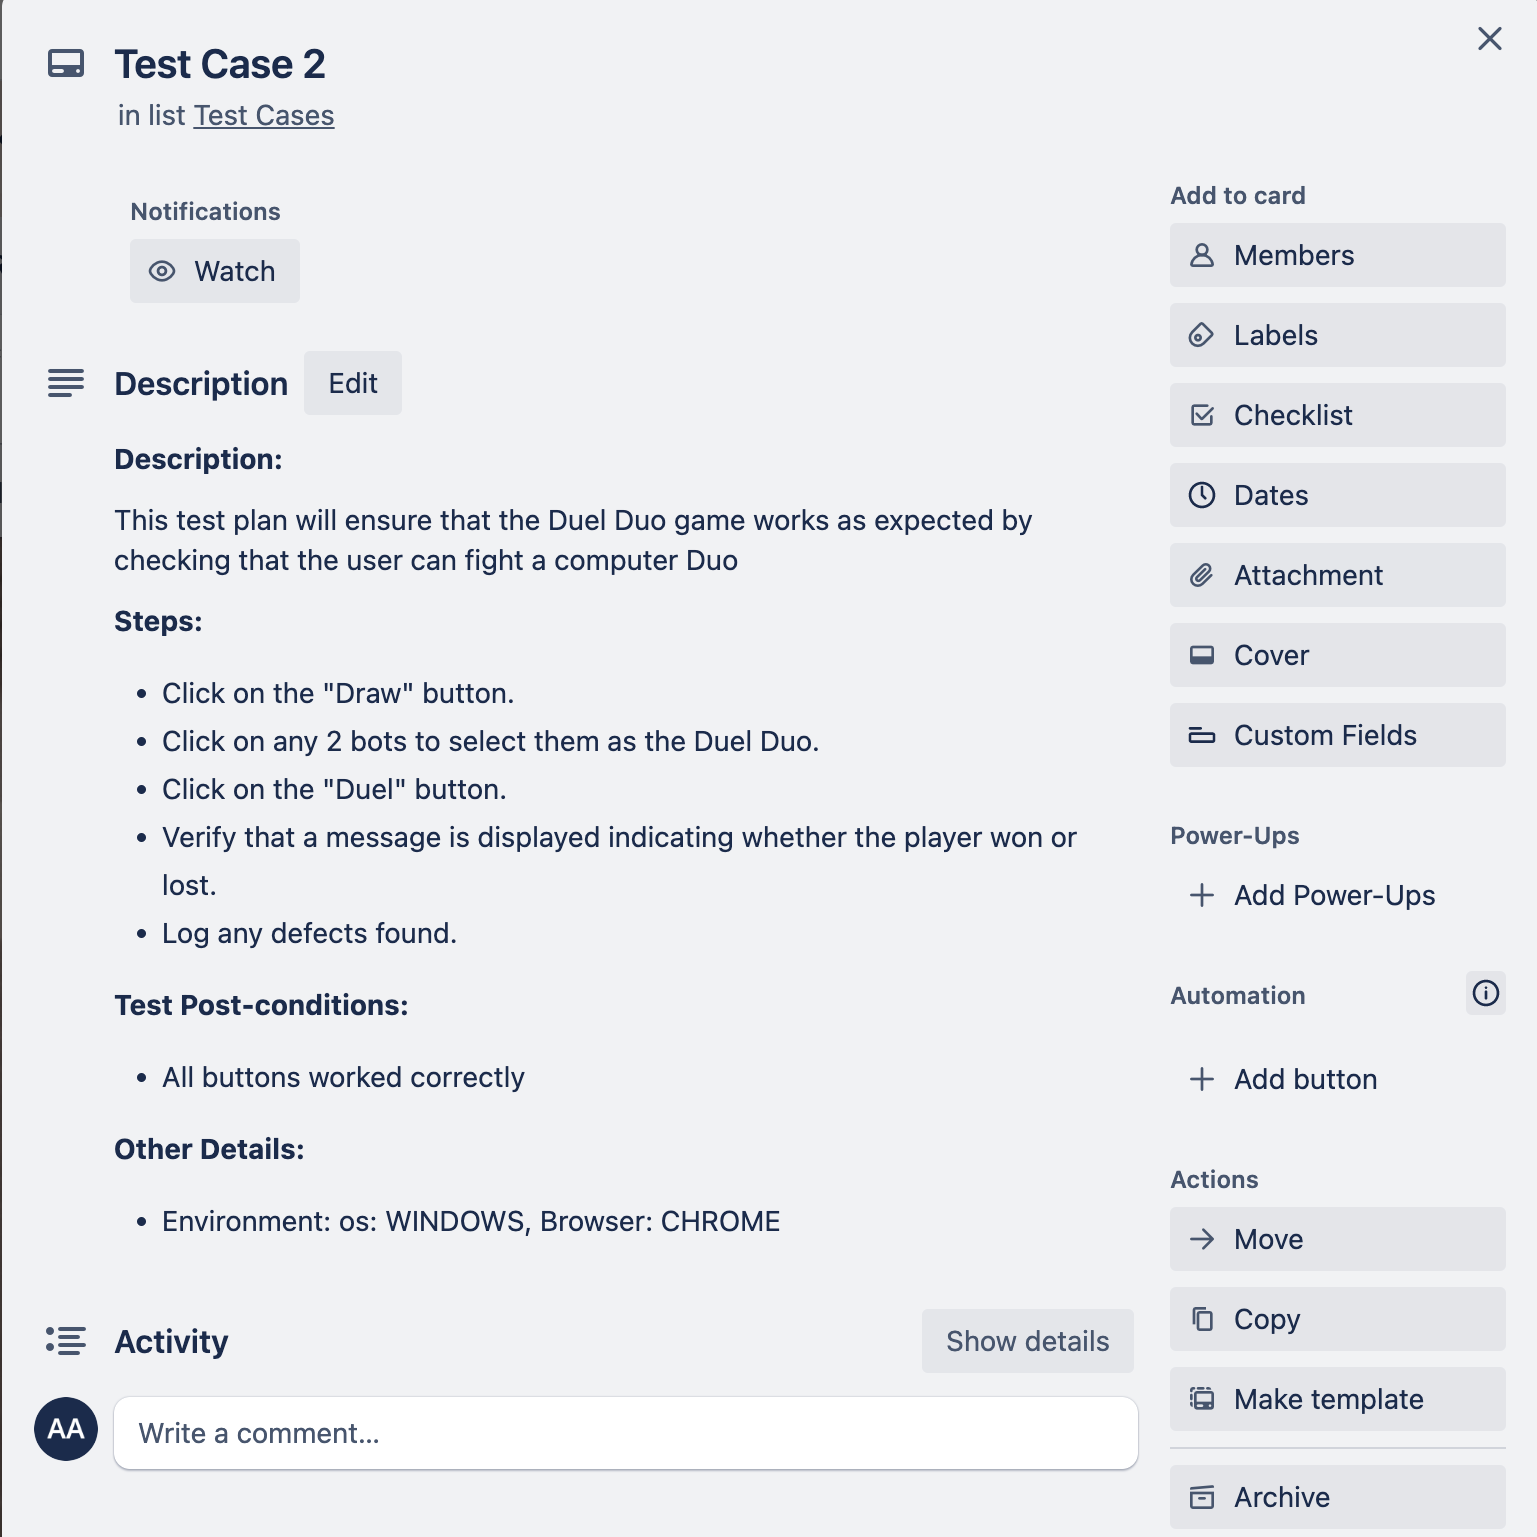 Test Case 2
in list Test Cases
Notifications
Watch
Description Edit
Description:
This test plan will ensure that the Duel Duo game works as expected by
checking that the user can fight a computer Duo
Steps:
• Click on the "Draw" button.
• Click on any 2 bots to select them as the Duel Duo.
• Click on the "Duel" button.
• Verify that a message is displayed indicating whether the player won or
lost.
• Log any defects found.
Test Post-conditions:
• All buttons worked correctly
Other Details:
• Environment: os: WINDOWS, Browser: CHROME
Activity Show details
AA Write a comment...
Add to card
Members
Labels
Checklist
Dates
Attachment
Cover
Custom Fields
Power-Ups
Add Power-Ups
Automation
Add button
Actions
Move
Copy
Make template
Archive